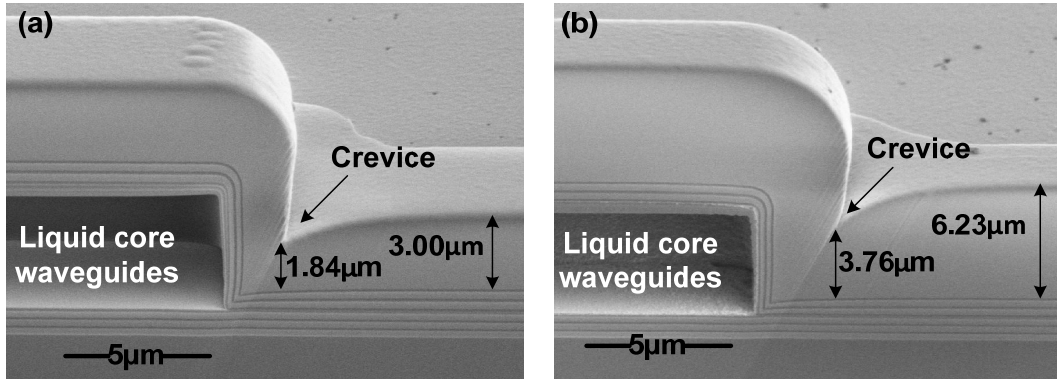 (a)
Crevice
Liquid core
waveguides
1.84μm
3.00μm
5μm
(b)
Crevice
Liquid core
waveguides
3.76μm
6.23μm
5μm